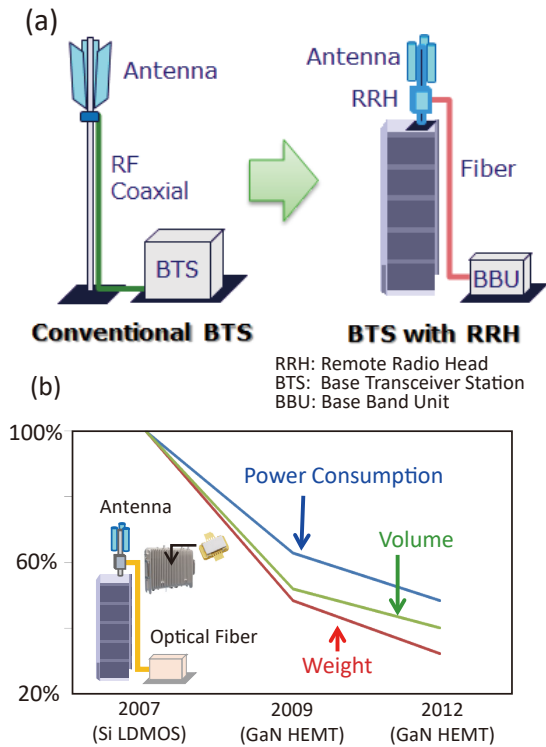 (a)
Antenna
RF
Coaxial
BTS
Conventional BTS
Antenna
RRH
Fiber
BBU
BTS with RRH
RRH: Remote Radio Head
BTS: Base Transceiver Station
BBU: Base Band Unit
(b)
100%
60%
20%
Power Consumption
Volume
Weight
Antenna
Optical Fiber
2007
(Si LDMOS)
2009
(GaN HEMT)
2012
(GaN HEMT)